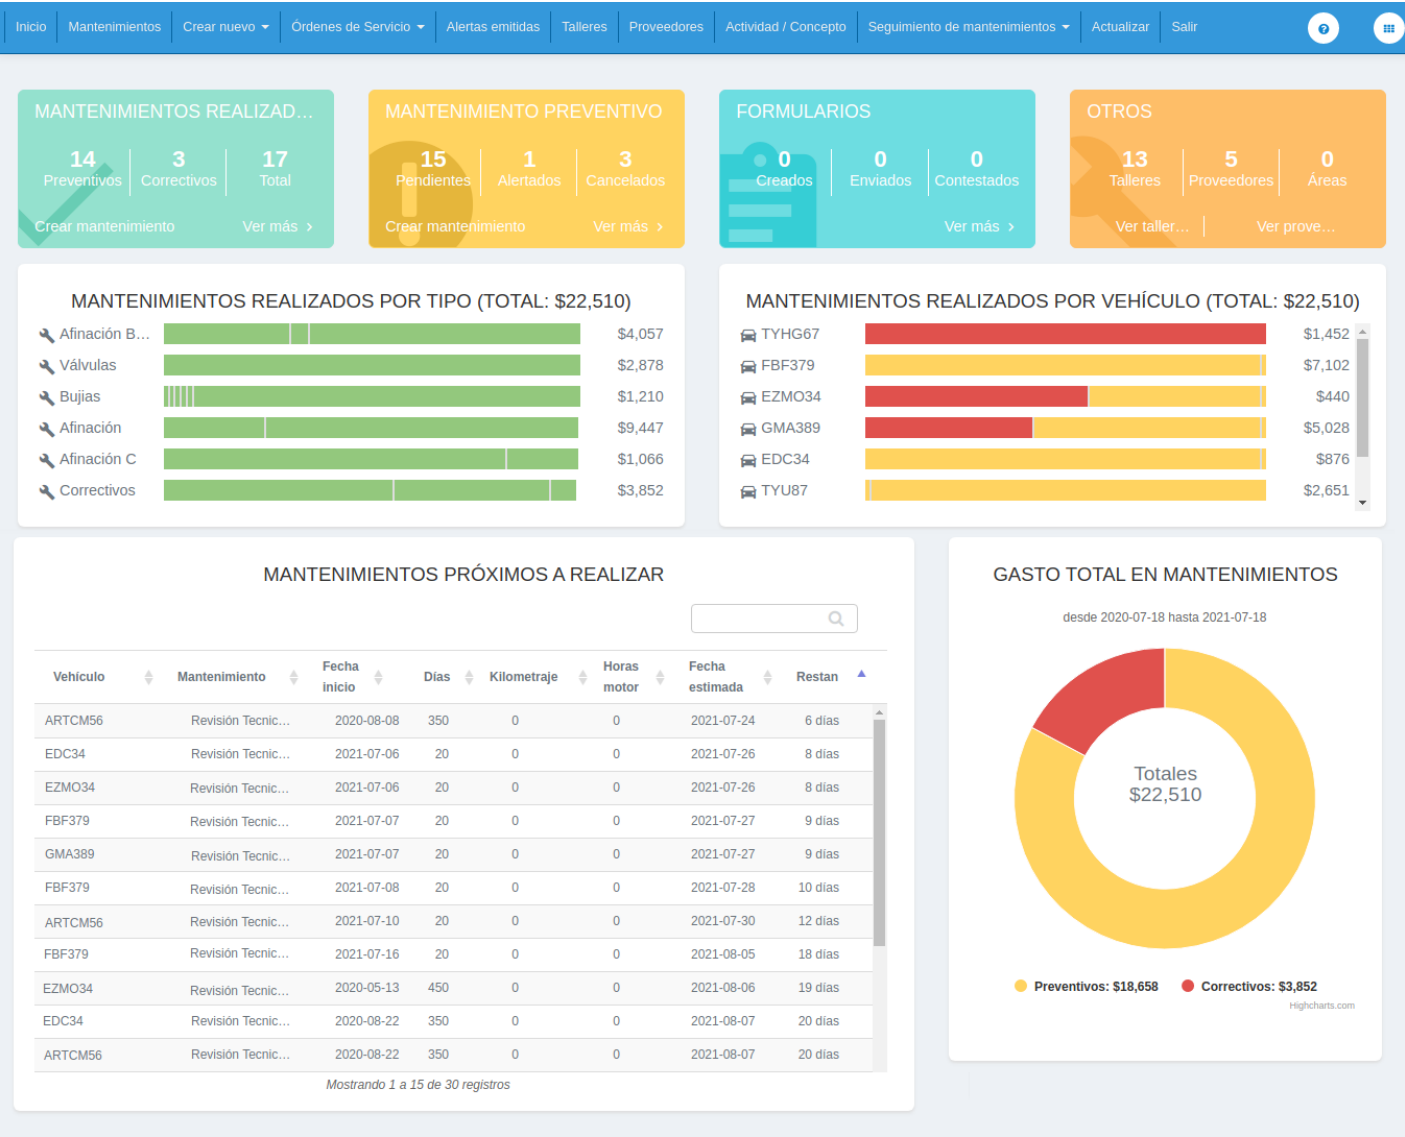 Inicio Mantenimientos Crear nuevo Órdenes de Servicio Alertas emitidas Talleres Proveedores Actividad / Concepto Seguimiento de mantenimientos Actualizar Salir
MANTENIMIENTOS REALIZAD...
14 3 17
Preventivos Correctivos Total
Crear mantenimiento Ver más >
MANTENIMIENTO PREVENTIVO
15 1 3
Pendientes Alertados Cancelados
Crear mantenimiento Ver más >
FORMULARIOS
0 0 0
Creados Enviados Contestados
Ver más >
OTROS
13 5 0
Talleres Proveedores Áreas
Ver taller... Ver prove...
MANTENIMIENTOS REALIZADOS POR TIPO (TOTAL: $22,510)
Afinación B... $4,057
Válvulas $2,878
Bujias $1,210
Afinación $9,447
Afinación C $1,066
Correctivos $3,852
MANTENIMIENTOS REALIZADOS POR VEHÍCULO (TOTAL: $22,510)
TYHG67 $1,452
FBF379 $7,102
EZMO34 $440
GMA389 $5,028
EDC34 $876
TYU87 $2,651
MANTENIMIENTOS PRÓXIMOS A REALIZAR
Vehículo Mantenimiento Fecha inicio Días Kilometraje Horas motor Fecha estimada Restan
ARTCM56 Revisión Tecnic... 2020-08-08 350 0 0 2021-07-24 6 días
EDC34 Revisión Tecnic... 2021-07-06 20 0 0 2021-07-26 8 días
EZMO34 Revisión Tecnic... 2021-07-06 20 0 0 2021-07-26 8 días
FBF379 Revisión Tecnic... 2021-07-07 20 0 0 2021-07-27 9 días
GMA389 Revisión Tecnic... 2021-07-07 20 0 0 2021-07-27 9 días
FBF379 Revisión Tecnic... 2021-07-08 20 0 0 2021-07-28 10 días
ARTCM56 Revisión Tecnic... 2021-07-10 20 0 0 2021-07-30 12 días
FBF379 Revisión Tecnic... 2021-07-16 20 0 0 2021-08-05 18 días
EZMO34 Revisión Tecnic... 2020-05-13 450 0 0 2021-08-06 19 días
EDC34 Revisión Tecnic... 2020-08-22 350 0 0 2021-08-07 20 días
ARTCM56 Revisión Tecnic... 2020-08-22 350 0 0 2021-08-07 20 días
Mostrando 1 a 15 de 30 registros
GASTO TOTAL EN MANTENIMIENTOS
desde 2020-07-18 hasta 2021-07-18
Totales
$22,510
Preventivos: $18,658 Correctivos: $3,852
Highcharts.com